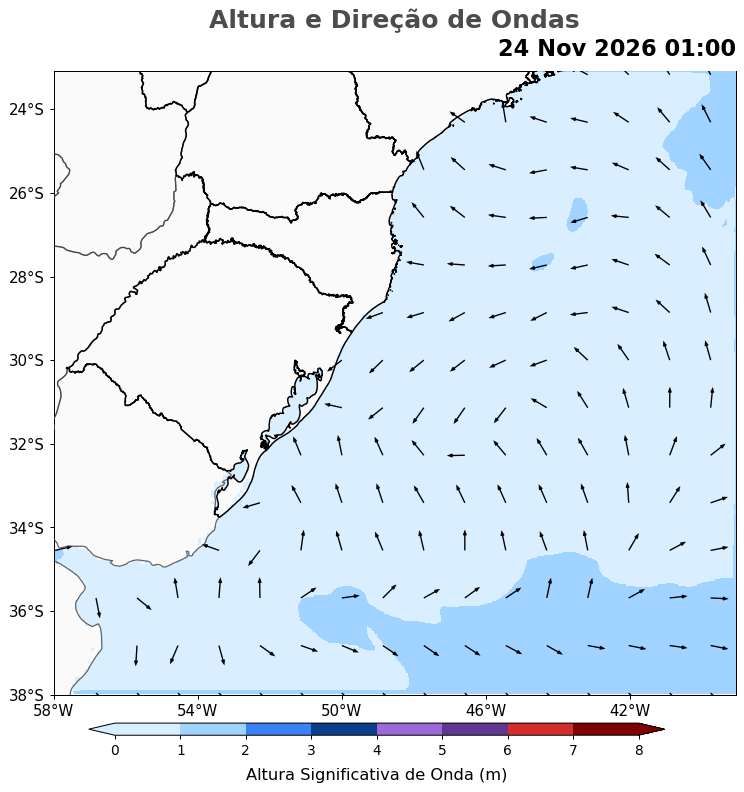 Altura e Direção de Ondas
24 Nov 2026 01:00
24°S
26°S
28°S
30°S
32°S
34°S
36°S
38°S
58°W 54°W 50°W 46°W 42°W
0 1 2 3 4 5 6 7 8
Altura Significativa de Onda (m)